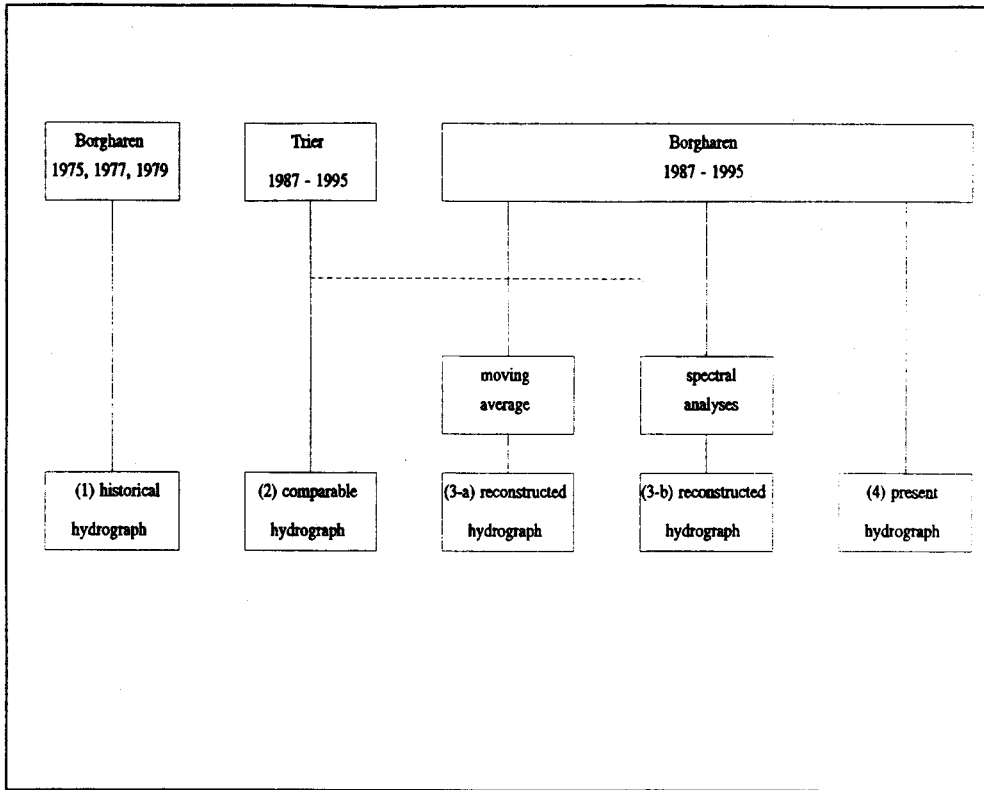 Borgharen
1975, 1977, 1979
Trier
1987 - 1995
Borgharen
1987 - 1995
moving
average
spectral
analyses
(1) historical
hydrograph
(2) comparable
hydrograph
(3-a) reconstructed
hydrograph
(3-b) reconstructed
hydrograph
(4) present
hydrograph